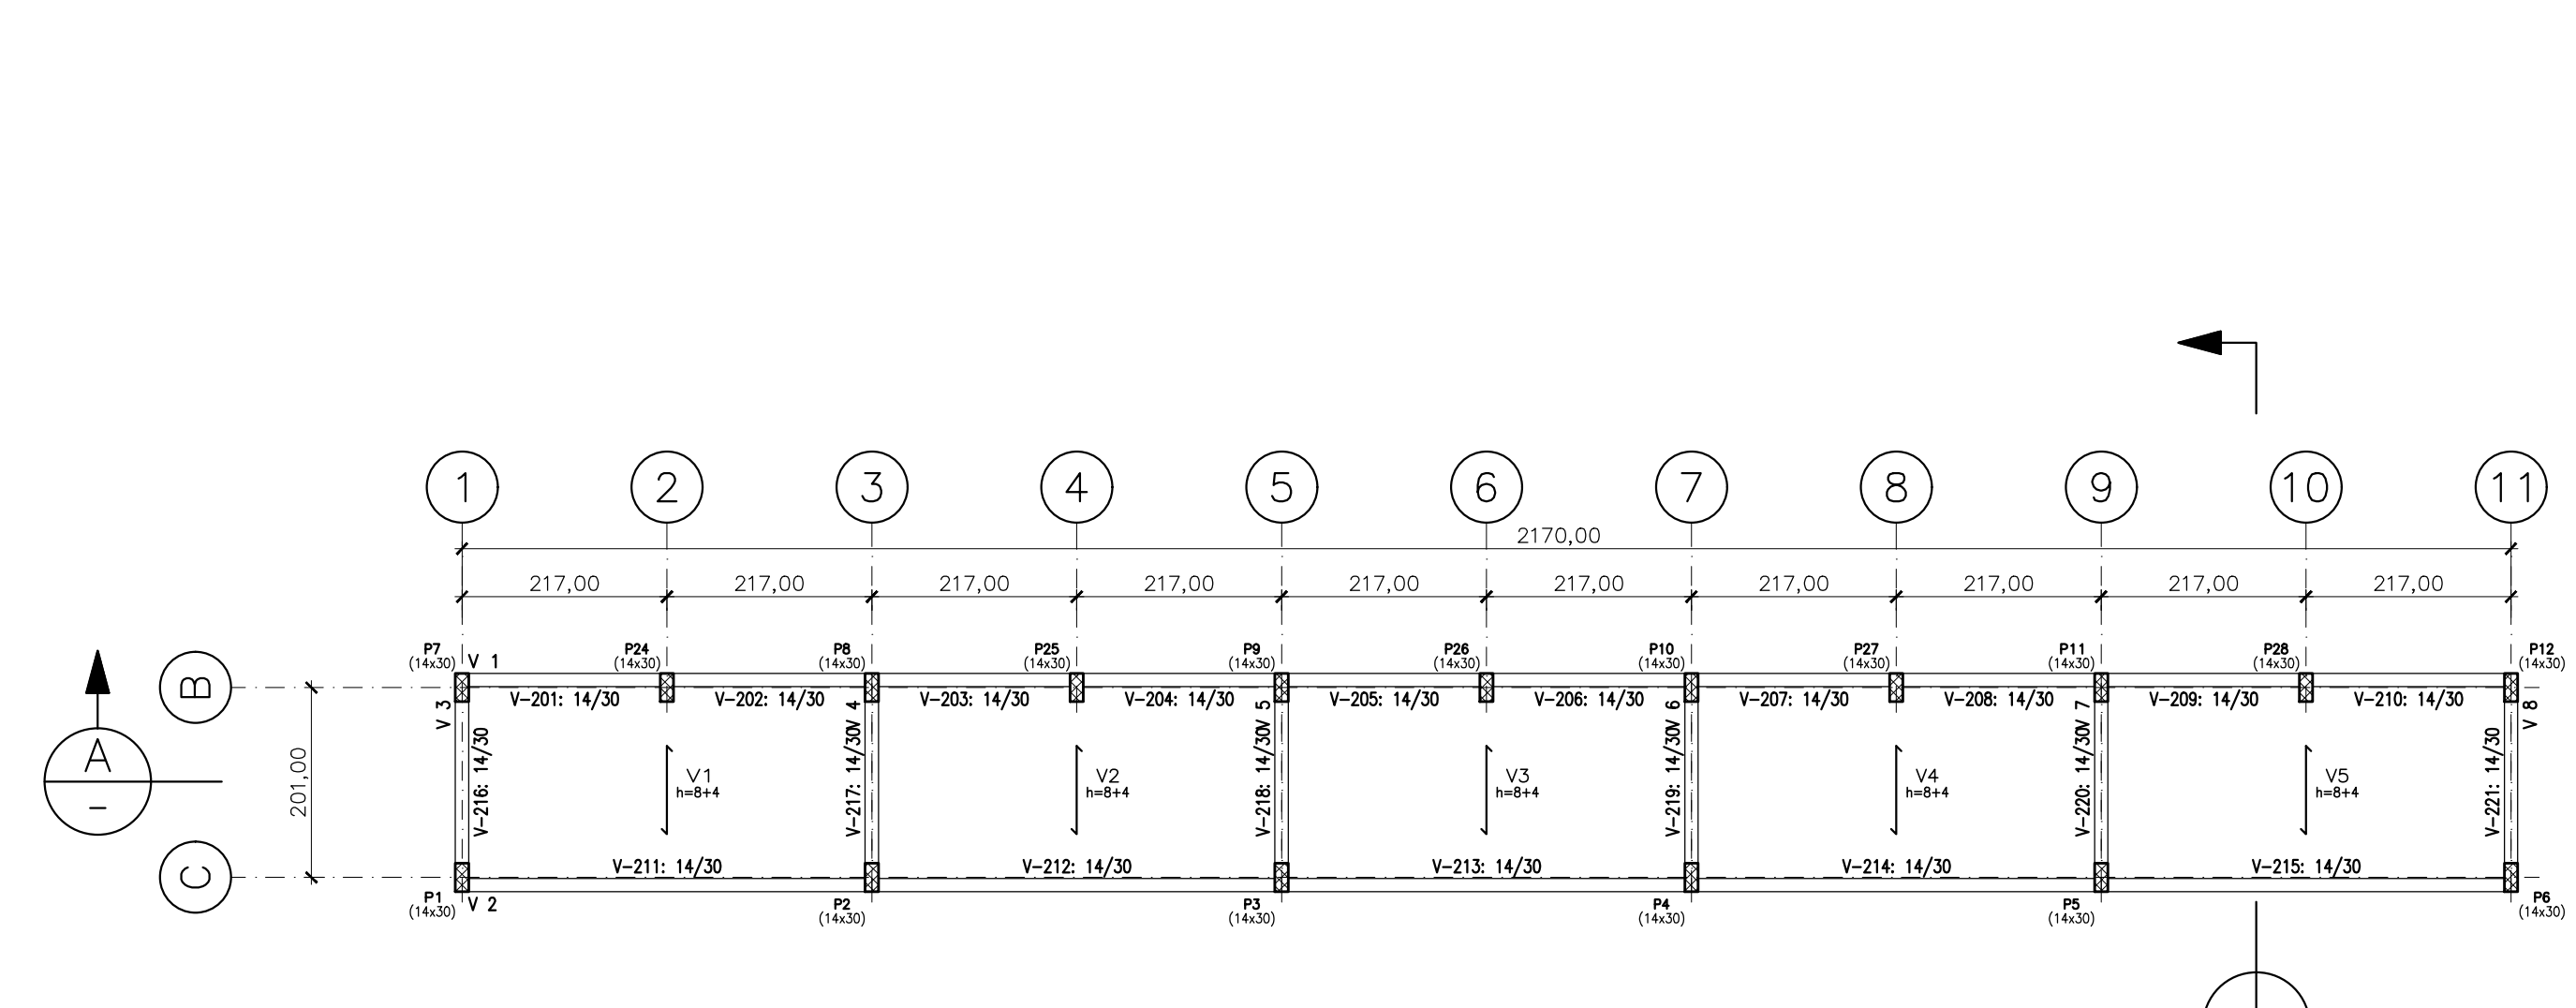 1 2 3 4 5 6 7 8 9 10 11
2170,00
217,00 217,00 217,00 217,00 217,00 217,00 217,00 217,00 217,00 217,00
P7 P24 P8 P25 P9 P26 P10 P27 P11 P28 P12
(14x30) V 1 (14x30) (14x30) (14x30) (14x30) (14x30) (14x30) (14x30) (14x30) (14x30) (14x30)
B
V-201: 14/30 V-202: 14/30 V-203: 14/30 V-204: 14/30 V-205: 14/30 V-206: 14/30 V-207: 14/30 V-208: 14/30 V-209: 14/30 V-210: 14/30
V 3 V 4 V 5 V 6 V 7 V 8
A
–
201,00
V-216: 14/30 V-217: 14/30 V-218: 14/30 V-219: 14/30 V-220: 14/30 V-221: 14/30
V1 V2 V3 V4 V5
h=8+4 h=8+4 h=8+4 h=8+4 h=8+4
C
V-211: 14/30 V-212: 14/30 V-213: 14/30 V-214: 14/30 V-215: 14/30
P1 V 2 P2 P3 P4 P5 P6
(14x30) (14x30) (14x30) (14x30) (14x30) (14x30)